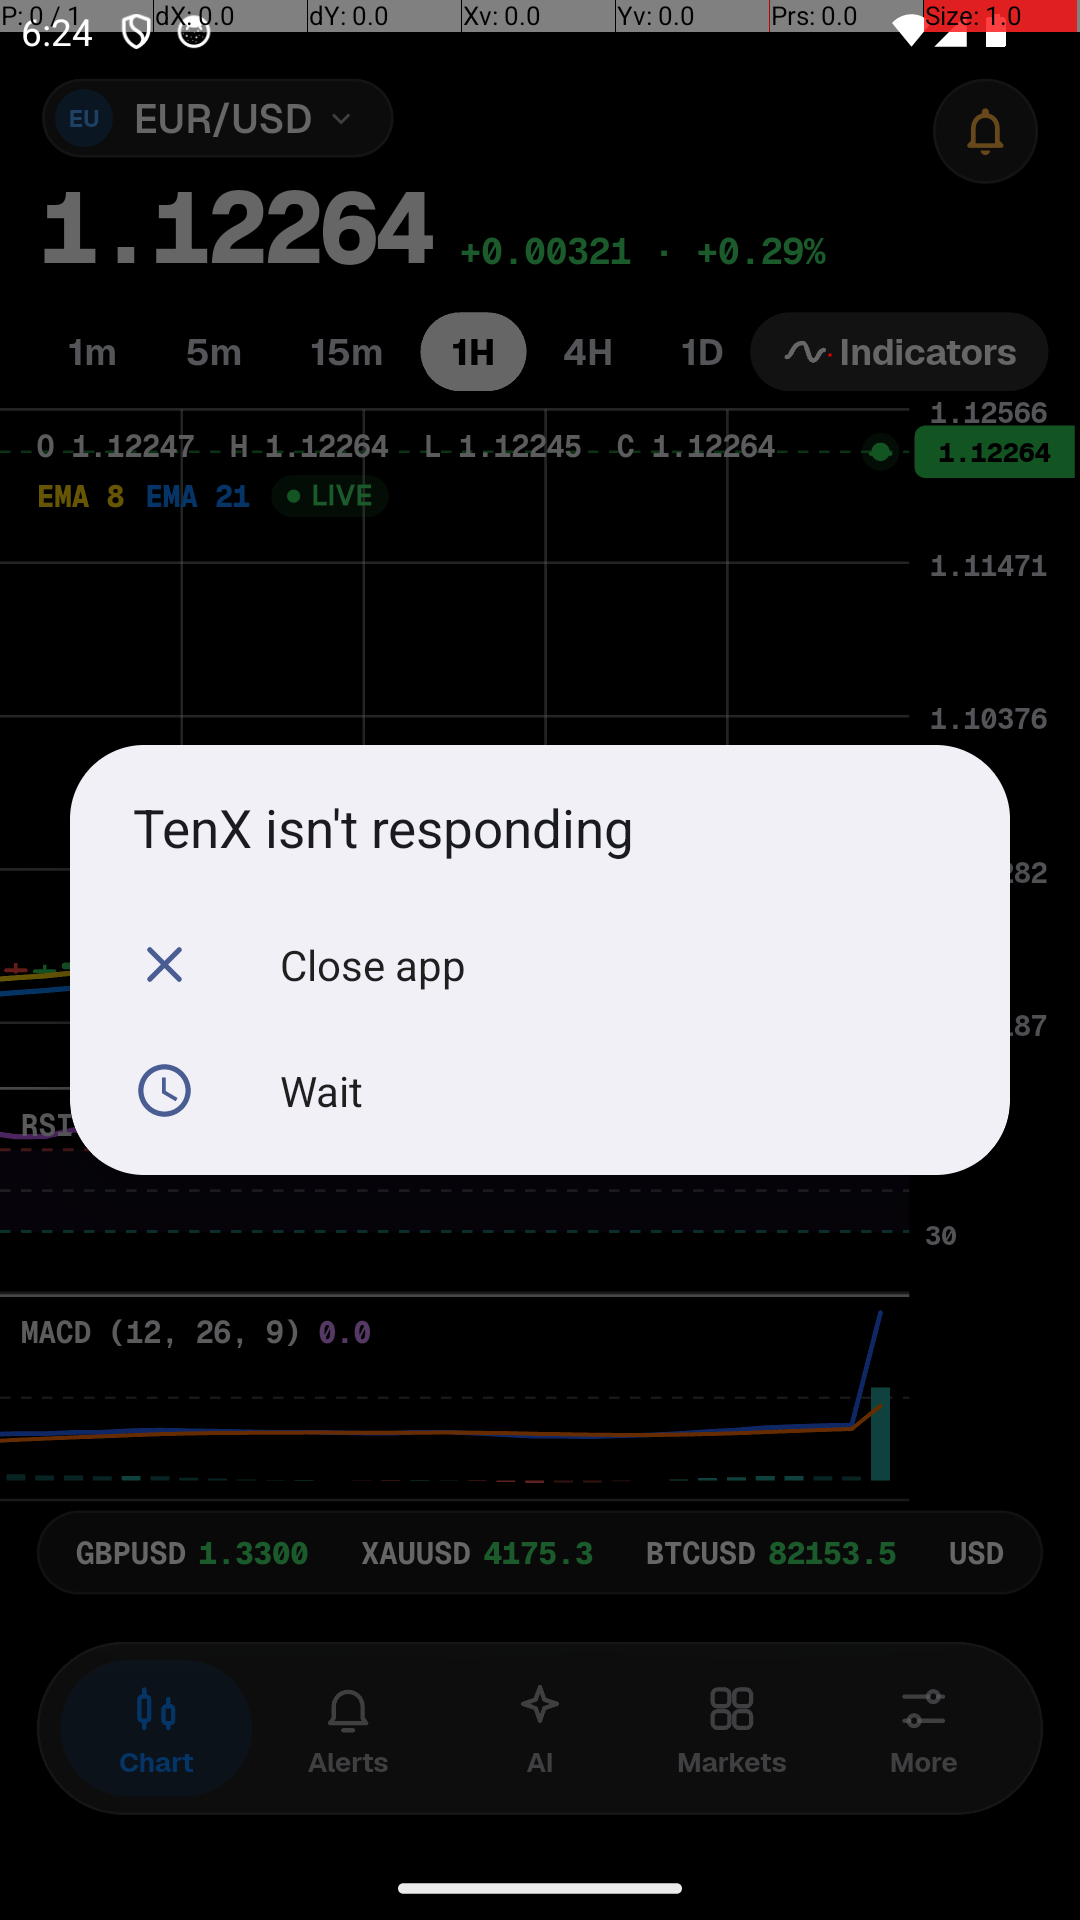 P: 0 / 1 dX: 0.0 dY: 0.0 Xv: 0.0 Yv: 0.0 Prs: 0.0 Size: 1.0
6:24
EU EUR/USD
1.12264 +0.00321 · +0.29%
1m 5m 15m 1H 4H 1D Indicators
1.12566
O 1.12247 H 1.12264 L 1.12245 C 1.12264
1.12264
EMA 8 EMA 21 LIVE
1.11471
1.10376
TenX isn't responding
282
Close app
87
Wait
RSI
30
MACD (12, 26, 9) 0.0
GBPUSD 1.3300 XAUUSD 4175.3 BTCUSD 82153.5 USD
Chart Alerts AI Markets More